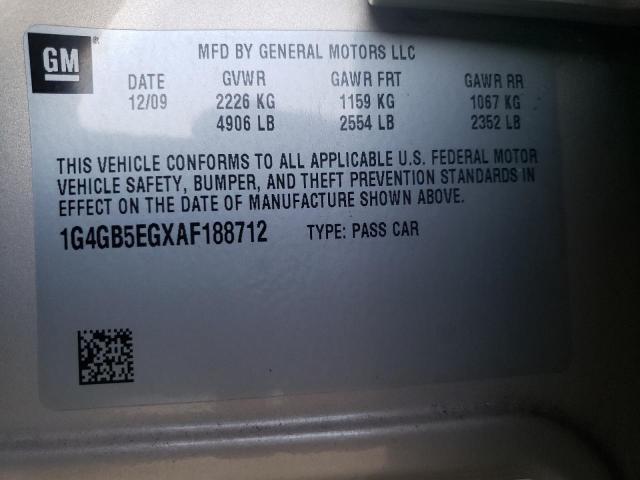 GM
MFD BY GENERAL MOTORS LLC
DATE GVWR GAWR FRT GAWR RR
12/09 2226 KG 1159 KG 1067 KG
4906 LB 2554 LB 2352 LB
THIS VEHICLE CONFORMS TO ALL APPLICABLE U.S. FEDERAL MOTOR
VEHICLE SAFETY, BUMPER, AND THEFT PREVENTION STANDARDS IN
EFFECT ON THE DATE OF MANUFACTURE SHOWN ABOVE.
1G4GB5EGXAF188712 TYPE: PASS CAR